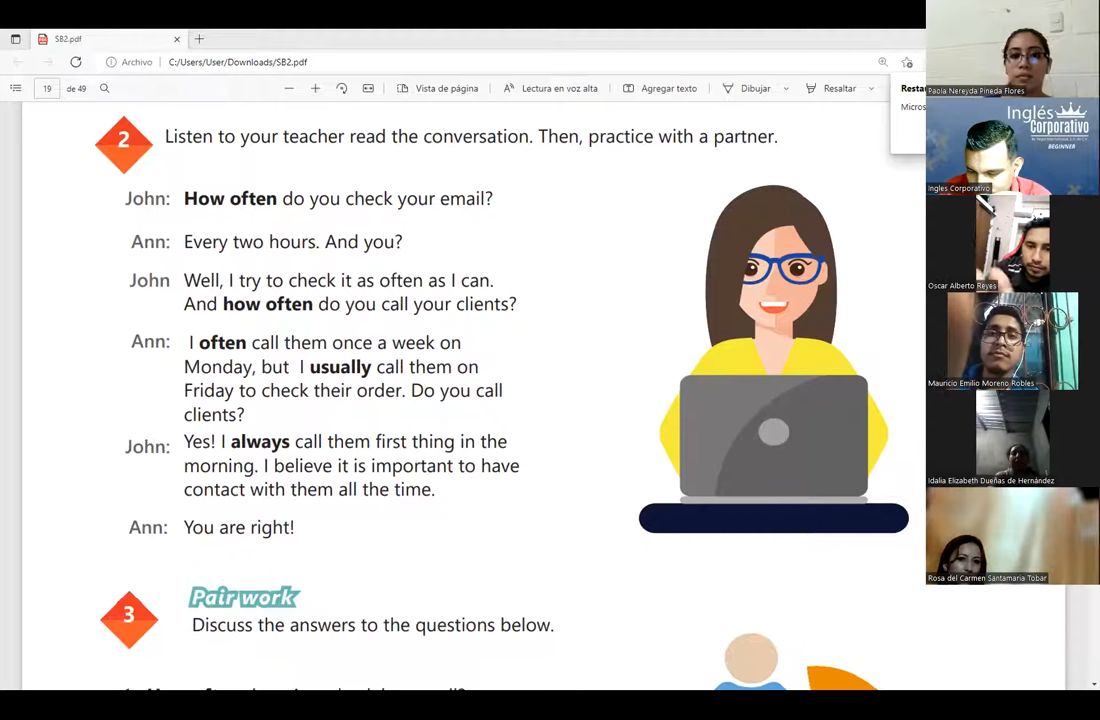 SB2.pdf
Archivo
C:/Users/User/Downloads/SB2.pdf
19
de 49
Vista de página
Lectura en voz alta
Agregar texto
Dibujar
Resaltar
Resta
Micros
2
Listen to your teacher read the conversation. Then, practice with a partner.
John: How often do you check your email?
Ann: Every two hours. And you?
John Well, I try to check it as often as I can.
And how often do you call your clients?
Ann: I often call them once a week on
Monday, but I usually call them on
Friday to check their order. Do you call
clients?
John: Yes! I always call them first thing in the
morning. I believe it is important to have
contact with them all the time.
Ann: You are right!
3
Pair work
Discuss the answers to the questions below.
Paola Nereyda Pineda Flores
Inglés
Corporativo
BEGINNER
Ingles Corporativo
Oscar Alberto Reyes
Mauricio Emilio Moreno Robles
Idalia Elizabeth Dueñas de Hernández
Rosa del Carmen Santamaria Tobar